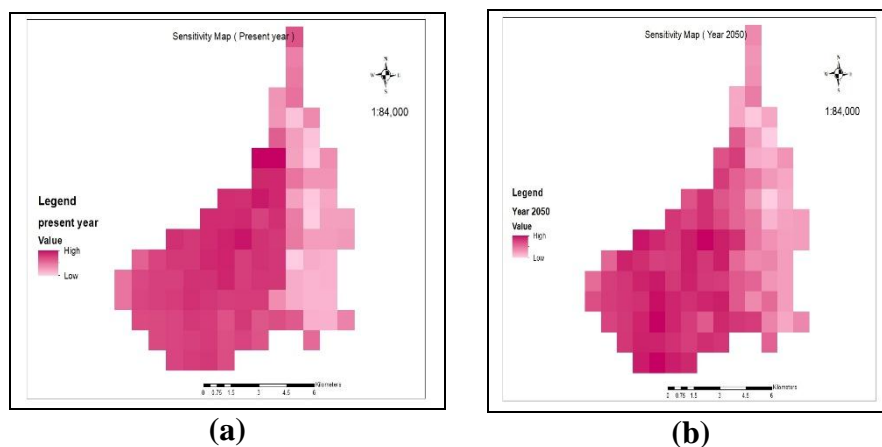 Sensitivity Map ( Present year)
N
W E
S
1:84,000
Legend
present year
Value
High
Low
Kilometers
0 0.75 1.5 3 4.5 6
(a)
Sensitivity Map ( Year 2050)
N
W E
S
1:84,000
Legend
Year 2050
Value
High
Low
Kilometers
0 0.75 1.5 3 4.5 6
(b)